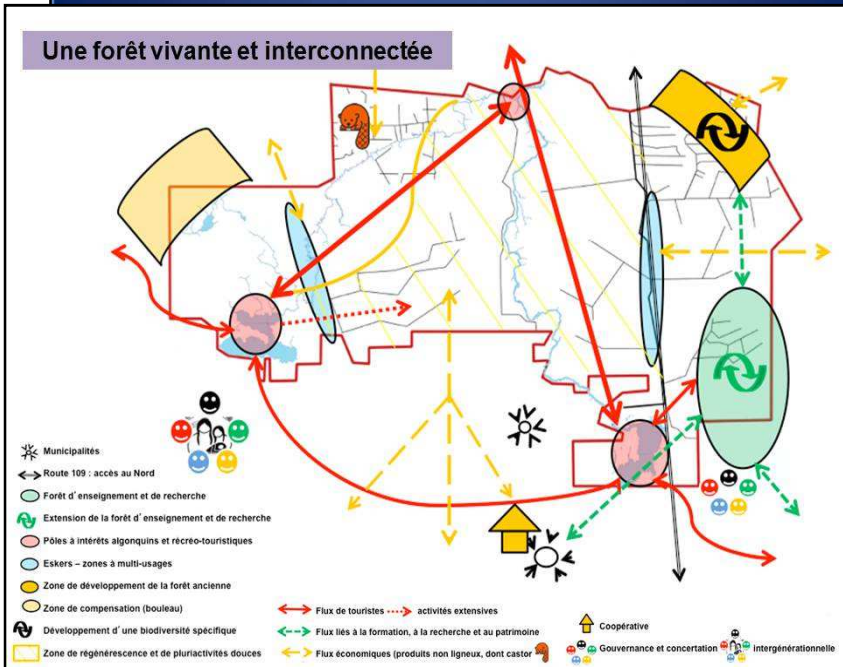 Une forêt vivante et interconnectée
Municipalités
Route 109 : accès au Nord
Forêt d´ enseignement et de recherche
Extension de la forêt d´ enseignement et de recherche
Pôles à intérêts algonquins et récréo-touristiques
Eskers – zones à multi-usages
Zone de développement de la forêt ancienne
Zone de compensation (bouleau)
Développement d´ une biodiversité spécifique
Zone de régénérescence et de pluriactivités douces
Flux de touristes
activités extensives
Flux liés à la formation, à la recherche et au patrimoine
Flux économiques (produits non ligneux, dont castor
Coopérative
Gouvernance et concertation
Intergénérationnelle